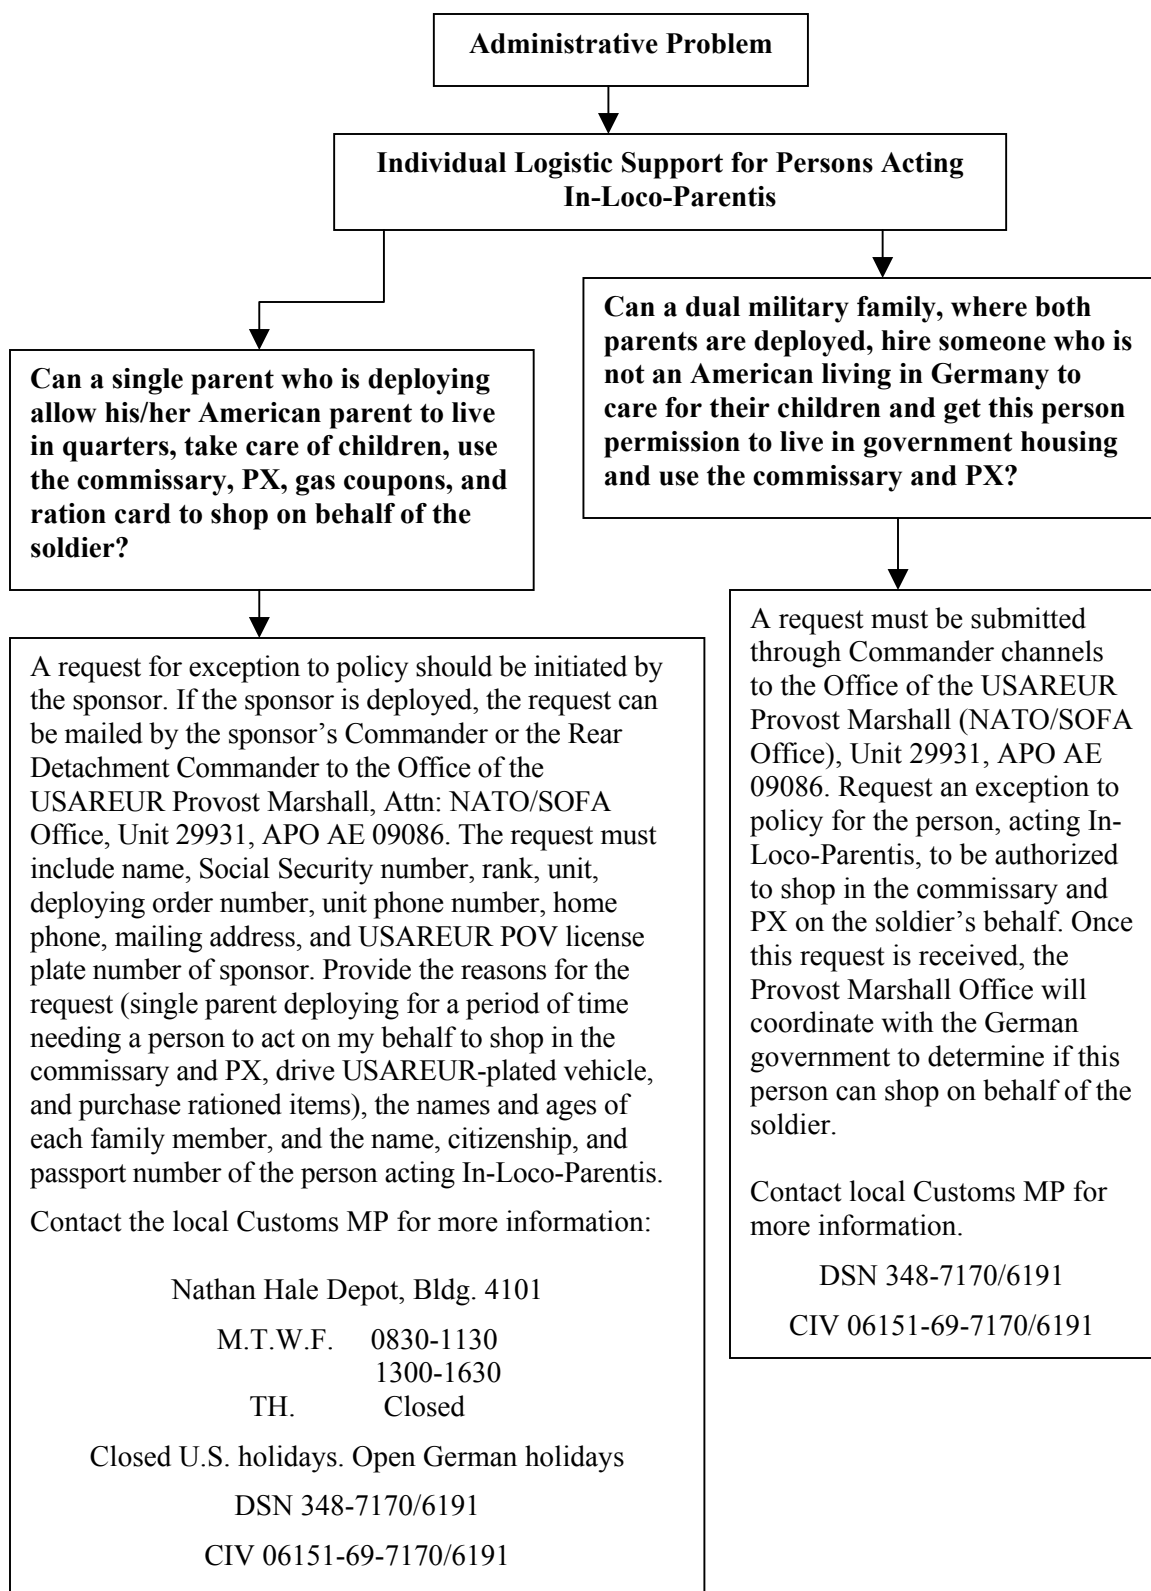 Administrative Problem
Individual Logistic Support for Persons Acting
In-Loco-Parentis
Can a single parent who is deploying
allow his/her American parent to live
in quarters, take care of children, use
the commissary, PX, gas coupons, and
ration card to shop on behalf of the
soldier?
Can a dual military family, where both
parents are deployed, hire someone who is
not an American living in Germany to
care for their children and get this person
permission to live in government housing
and use the commissary and PX?
A request for exception to policy should be initiated by
the sponsor. If the sponsor is deployed, the request can
be mailed by the sponsor’s Commander or the Rear
Detachment Commander to the Office of the
USAREUR Provost Marshall, Attn: NATO/SOFA
Office, Unit 29931, APO AE 09086. The request must
include name, Social Security number, rank, unit,
deploying order number, unit phone number, home
phone, mailing address, and USAREUR POV license
plate number of sponsor. Provide the reasons for the
request (single parent deploying for a period of time
needing a person to act on my behalf to shop in the
commissary and PX, drive USAREUR-plated vehicle,
and purchase rationed items), the names and ages of
each family member, and the name, citizenship, and
passport number of the person acting In-Loco-Parentis.
Contact the local Customs MP for more information:
Nathan Hale Depot, Bldg. 4101
M.T.W.F. 0830-1130
1300-1630
TH. Closed
Closed U.S. holidays. Open German holidays
DSN 348-7170/6191
CIV 06151-69-7170/6191
A request must be submitted
through Commander channels
to the Office of the USAREUR
Provost Marshall (NATO/SOFA
Office), Unit 29931, APO AE
09086. Request an exception to
policy for the person, acting In-
Loco-Parentis, to be authorized
to shop in the commissary and
PX on the soldier’s behalf. Once
this request is received, the
Provost Marshall Office will
coordinate with the German
government to determine if this
person can shop on behalf of the
soldier.
Contact local Customs MP for
more information.
DSN 348-7170/6191
CIV 06151-69-7170/6191